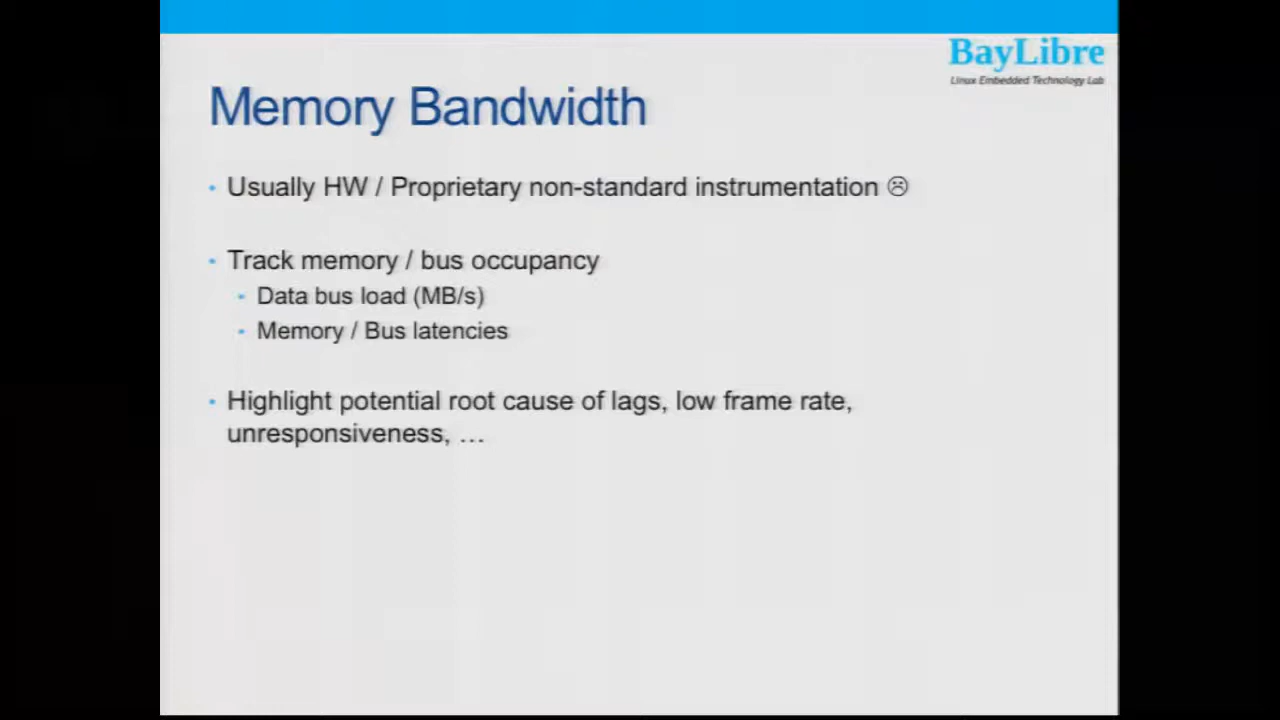 BayLibre
Linux Embedded Technology Lab
Memory Bandwidth
• Usually HW / Proprietary non-standard instrumentation ☹
• Track memory / bus occupancy
• Data bus load (MB/s)
• Memory / Bus latencies
• Highlight potential root cause of lags, low frame rate,
unresponsiveness, …